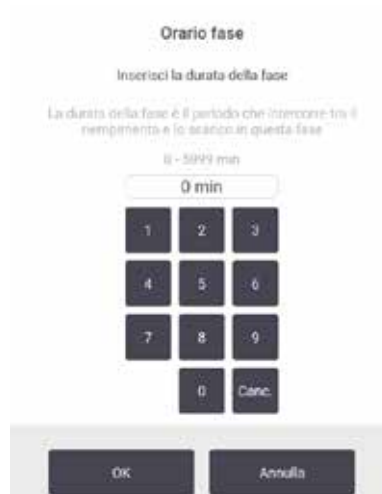 Orario fase
Inserisci la durata della fase
La durata della fase è il periodo che intercorre tra il
riempimento e lo scarico in questa fase
0 - 5999 min
0 min
1 2 3
4 5 6
7 8 9
0 Canc.
OK Annulla